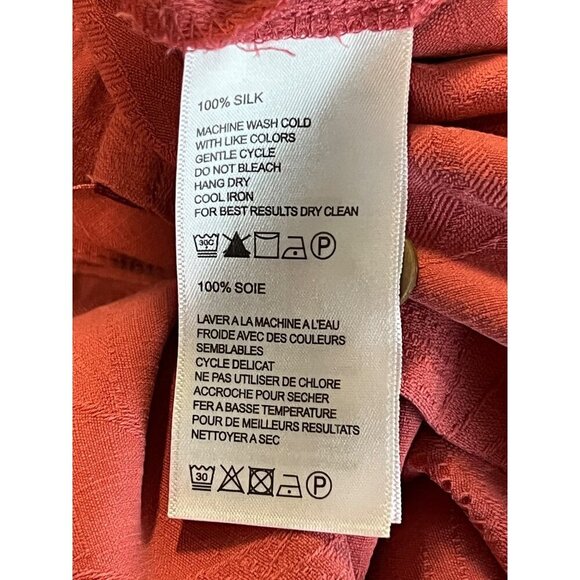 100% SILK
MACHINE WASH COLD
WITH LIKE COLORS
GENTLE CYCLE
DO NOT BLEACH
HANG DRY
COOL IRON
FOR BEST RESULTS DRY CLEAN
30C P
100% SOIE
LAVER A LA MACHINE A L'EAU
FROIDE AVEC DES COULEURS
SEMBLABLES
CYCLE DELICAT
NE PAS UTILISER DE CHLORE
ACCROCHE POUR SECHER
FER A BASSE TEMPERATURE
POUR DE MEILLEURS RESULTATS
NETTOYER A SEC
30 P